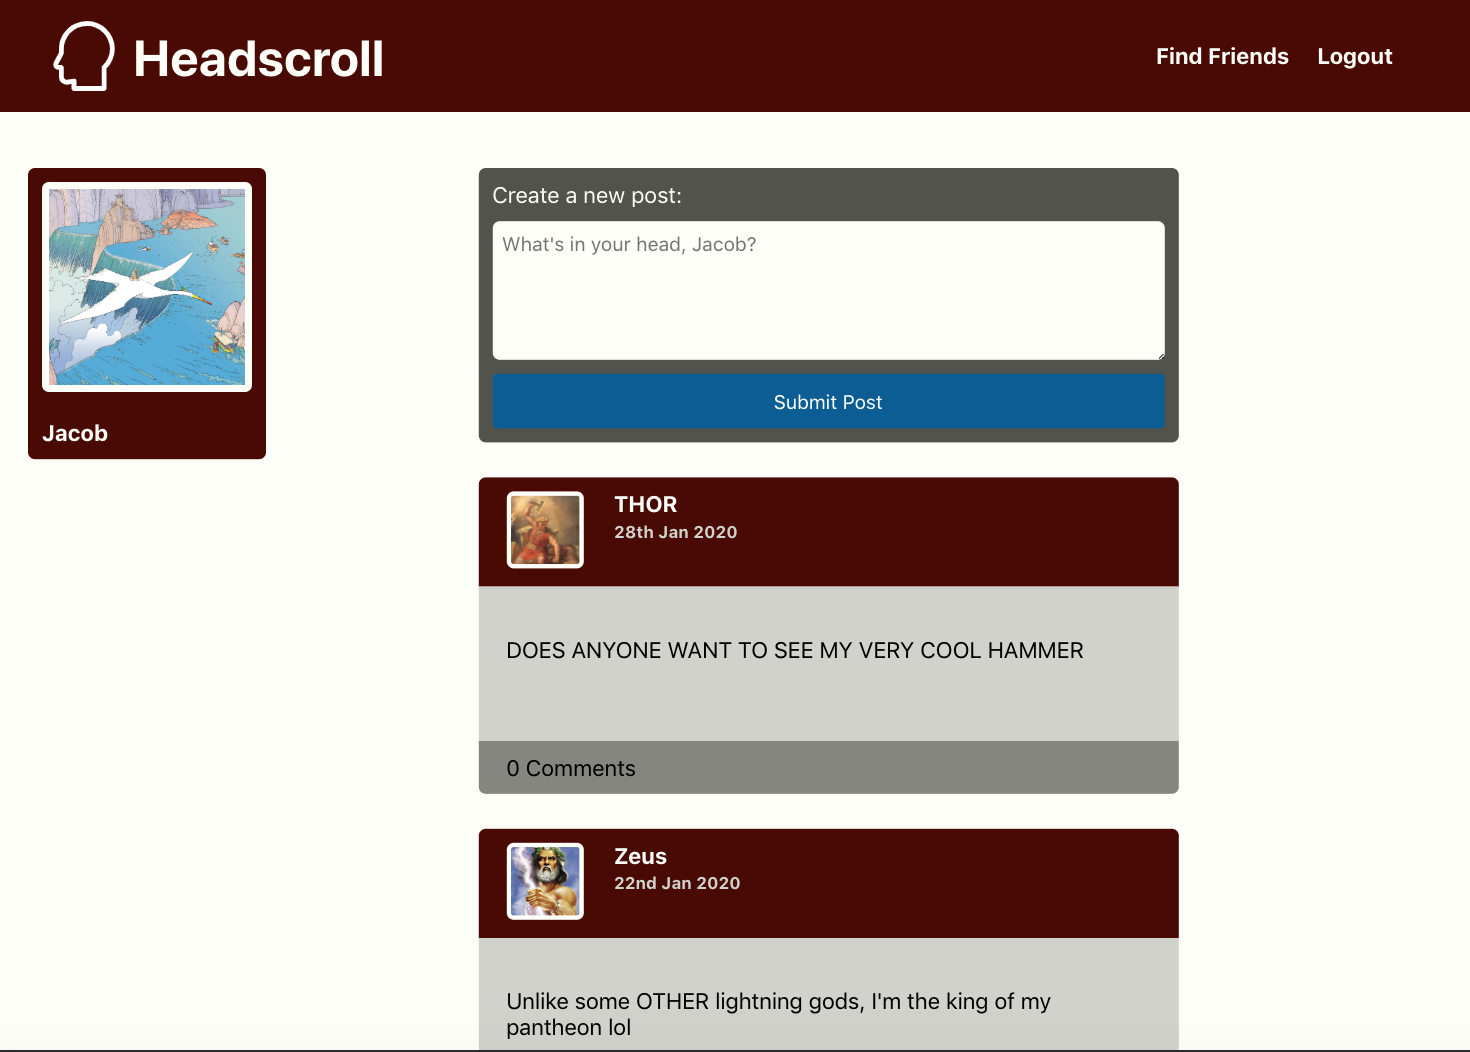 Headscroll
Find Friends Logout
Jacob
Create a new post:
What's in your head, Jacob?
Submit Post
THOR
28th Jan 2020
DOES ANYONE WANT TO SEE MY VERY COOL HAMMER
0 Comments
Zeus
22nd Jan 2020
Unlike some OTHER lightning gods, I'm the king of my
pantheon lol